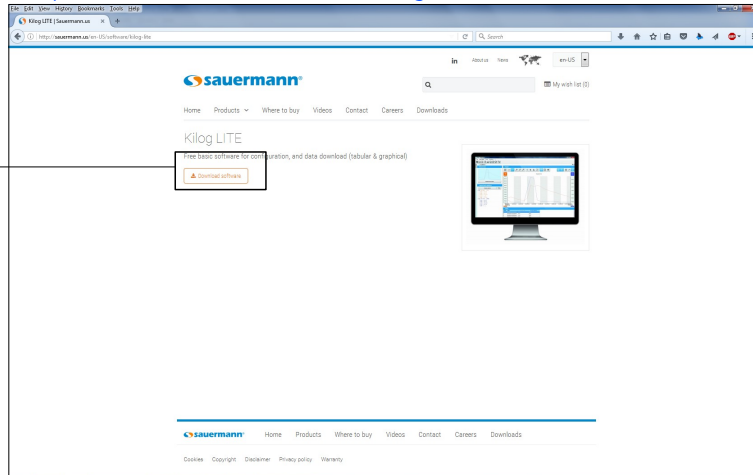 File Edit View History Bookmarks Tools Help
Kilog LITE | Sauermann.us
http://sauermann.us/en-US/software/kilog-lite
Search
in About us News en-US
sauermann®
My wish list (0)
Home Products Where to buy Videos Contact Careers Downloads
Kilog LITE
Free basic software for configuration, and data download (tabular & graphical)
Download software
sauermann® Home Products Where to buy Videos Contact Careers Downloads
Cookies Copyright Disclaimer Privacy policy Warranty